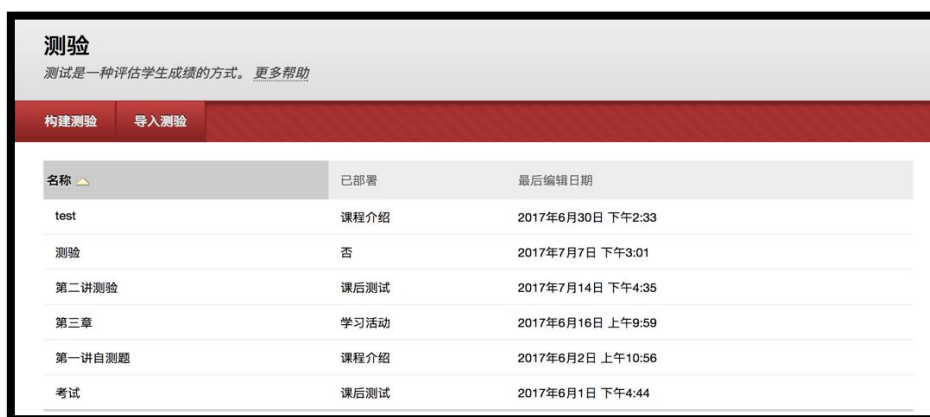 测验
测试是一种评估学生成绩的方式。 更多帮助
构建测验 导入测验
名称 已部署 最后编辑日期
test 课程介绍 2017年6月30日 下午2:33
测验 否 2017年7月7日 下午3:01
第二讲测验 课后测试 2017年7月14日 下午4:35
第三章 学习活动 2017年6月16日 上午9:59
第一讲自测题 课程介绍 2017年6月2日 上午10:56
考试 课后测试 2017年6月1日 下午4:44